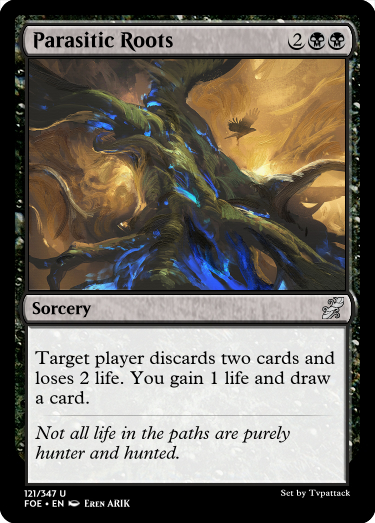 Parasitic Roots 2
Sorcery
Target player discards two cards and
loses 2 life. You gain 1 life and draw
a card.
Not all life in the paths are purely
hunter and hunted.
121/347 U
FOE • EN Eren ARIK
Set by Tvpattack